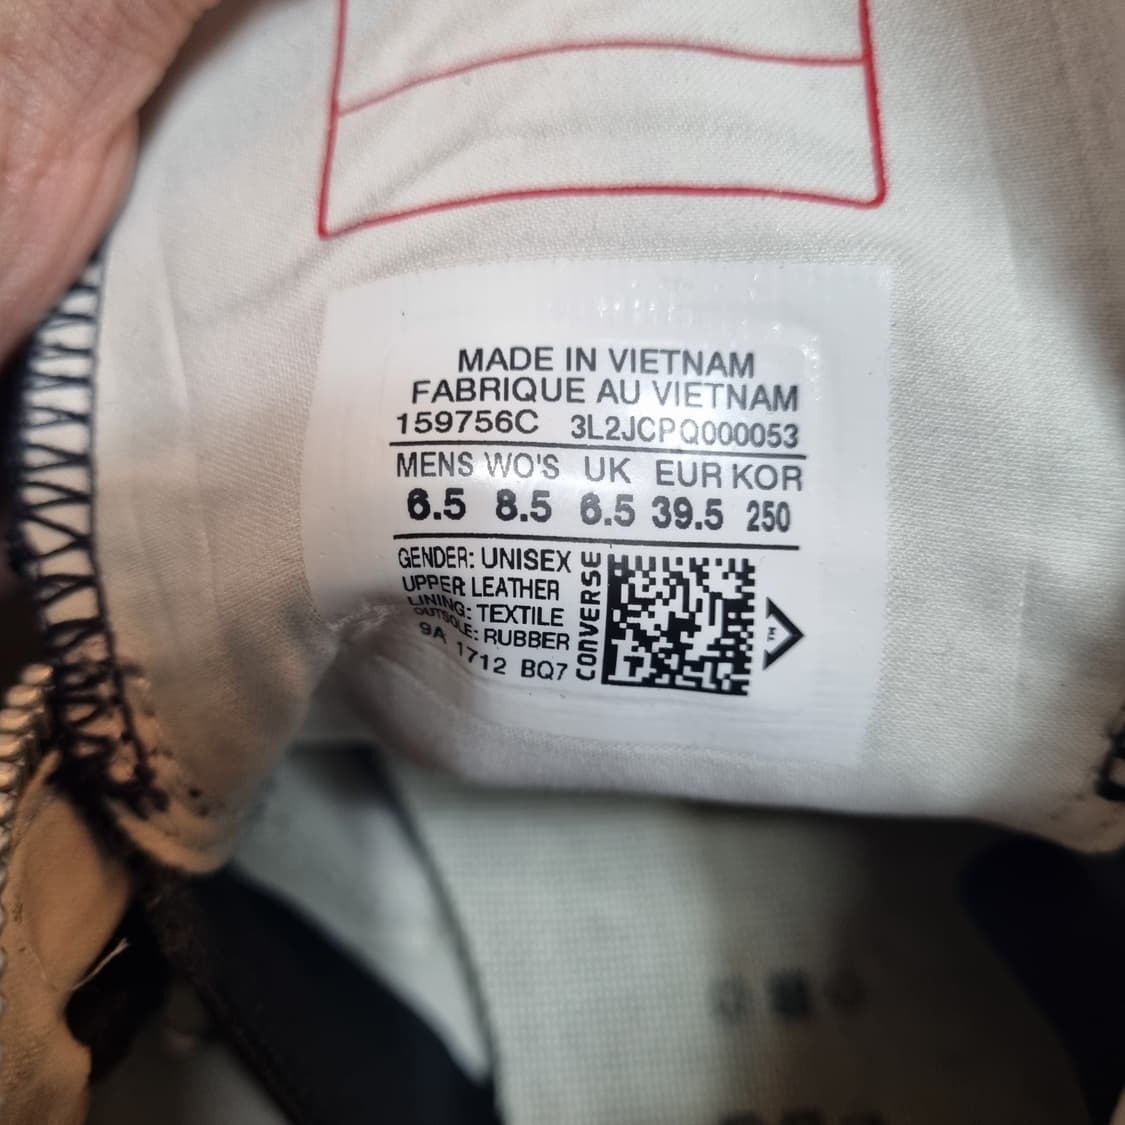 MADE IN VIETNAM
FABRIQUE AU VIETNAM
159756C 3L2JCPQ000053
MENS WO'S UK EUR KOR
6.5 8.5 6.5 39.5 250
GENDER: UNISEX
UPPER LEATHER
LINING: TEXTILE
OUTSOLE: RUBBER
9A 1712 BQ7
CONVERSE